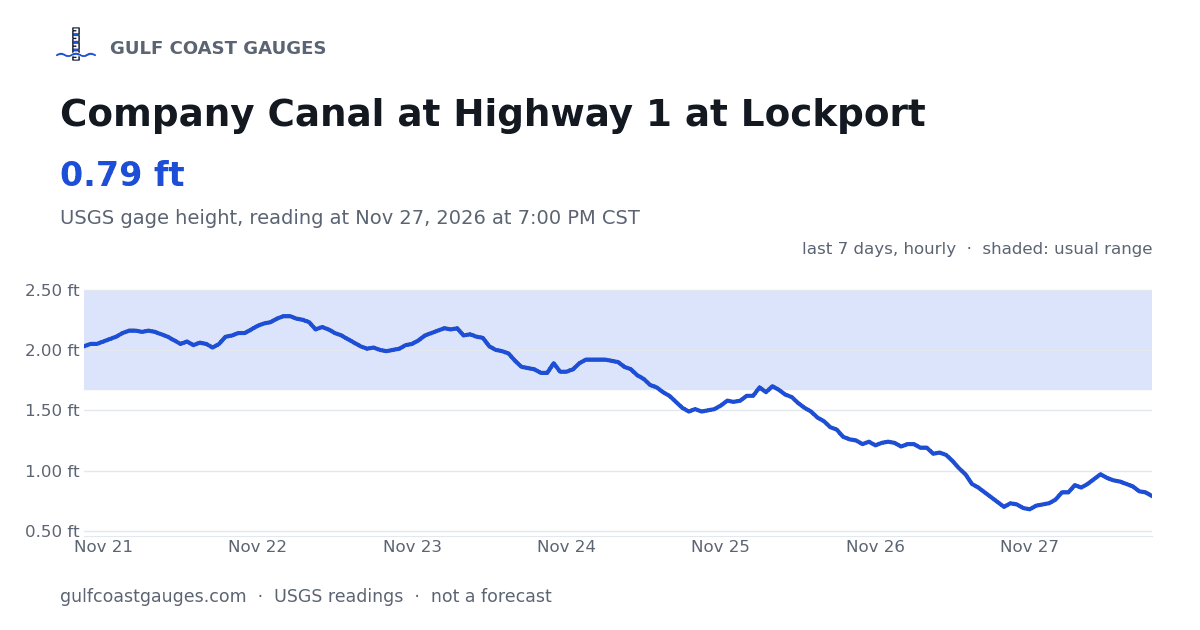 GULF COAST GAUGES
Company Canal at Highway 1 at Lockport
0.79 ft
USGS gage height, reading at Nov 27, 2026 at 7:00 PM CST
last 7 days, hourly · shaded: usual range
2.50 ft
2.00 ft
1.50 ft
1.00 ft
0.50 ft
Nov 21 Nov 22 Nov 23 Nov 24 Nov 25 Nov 26 Nov 27
gulfcoastgauges.com · USGS readings · not a forecast